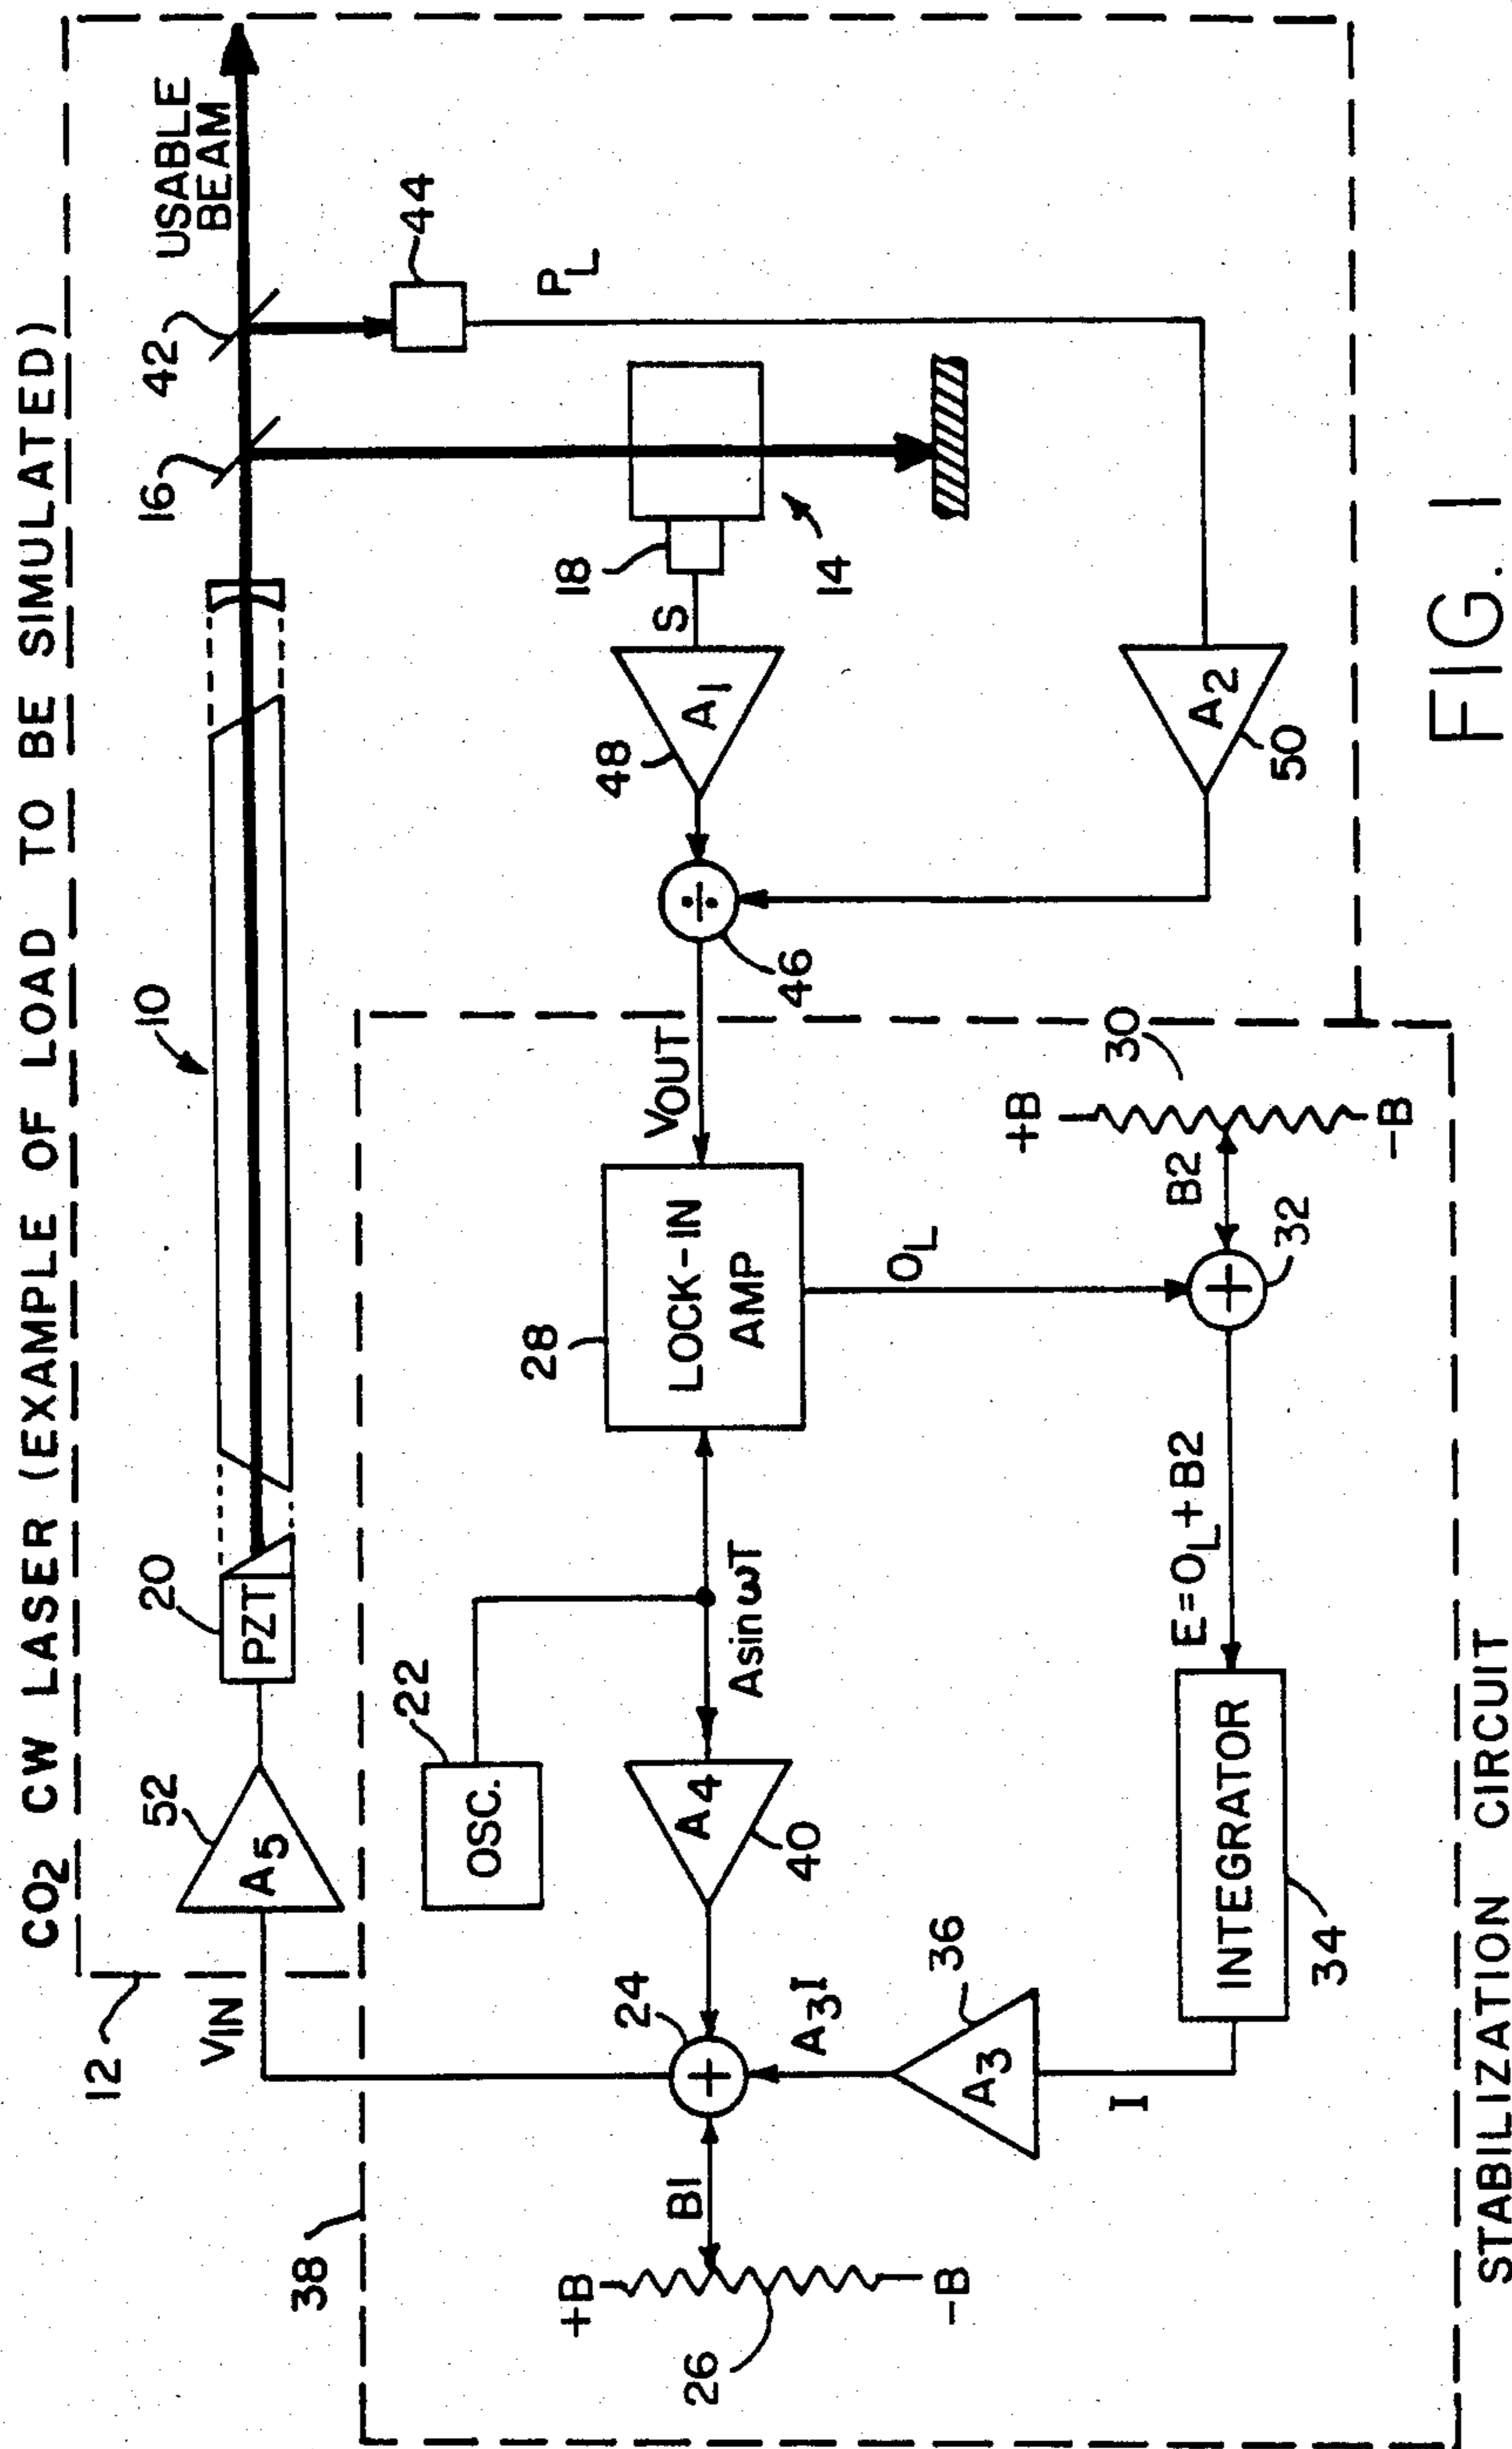 CO2 CW LASER (EXAMPLE OF LOAD TO BE SIMULATED)
12
VIN
52
A5
20
PZT
10
16
42
USABLE
BEAM
44
PL
18
S
14
48
A1
46
A2
50
38
22
OSC.
28
LOCK-IN
AMP
VOUT
AsinωT
A4
40
24
B1
+B
-B
26
A3I
36
A3
I
OL
30
+B
-B
B2
32
E=OL+B2
INTEGRATOR
34
STABILIZATION CIRCUIT
FIG. 1